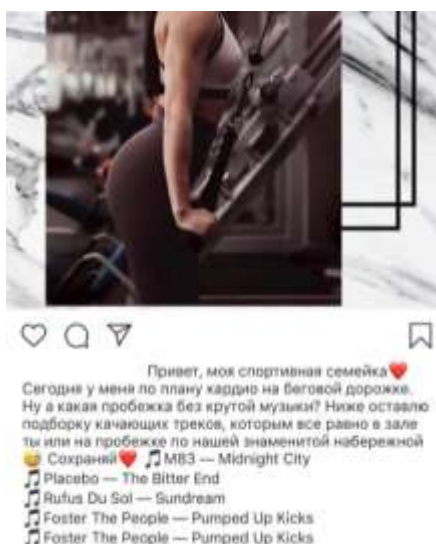 Привет, моя спортивная семейка❤️
Сегодня у меня по плану кардио на беговой дорожке.
Ну а какая пробежка без крутой музыки? Ниже оставлю
подборку качающих треков, которым все равно в зале
ты или на пробежке по нашей знаменитой набережной
😅 Сохраняй❤️ 🎵M83 — Midnight City
🎵Placebo — The Bitter End
🎵Rufus Du Sol — Sundream
🎵Foster The People — Pumped Up Kicks
🎵Foster The People — Pumped Up Kicks